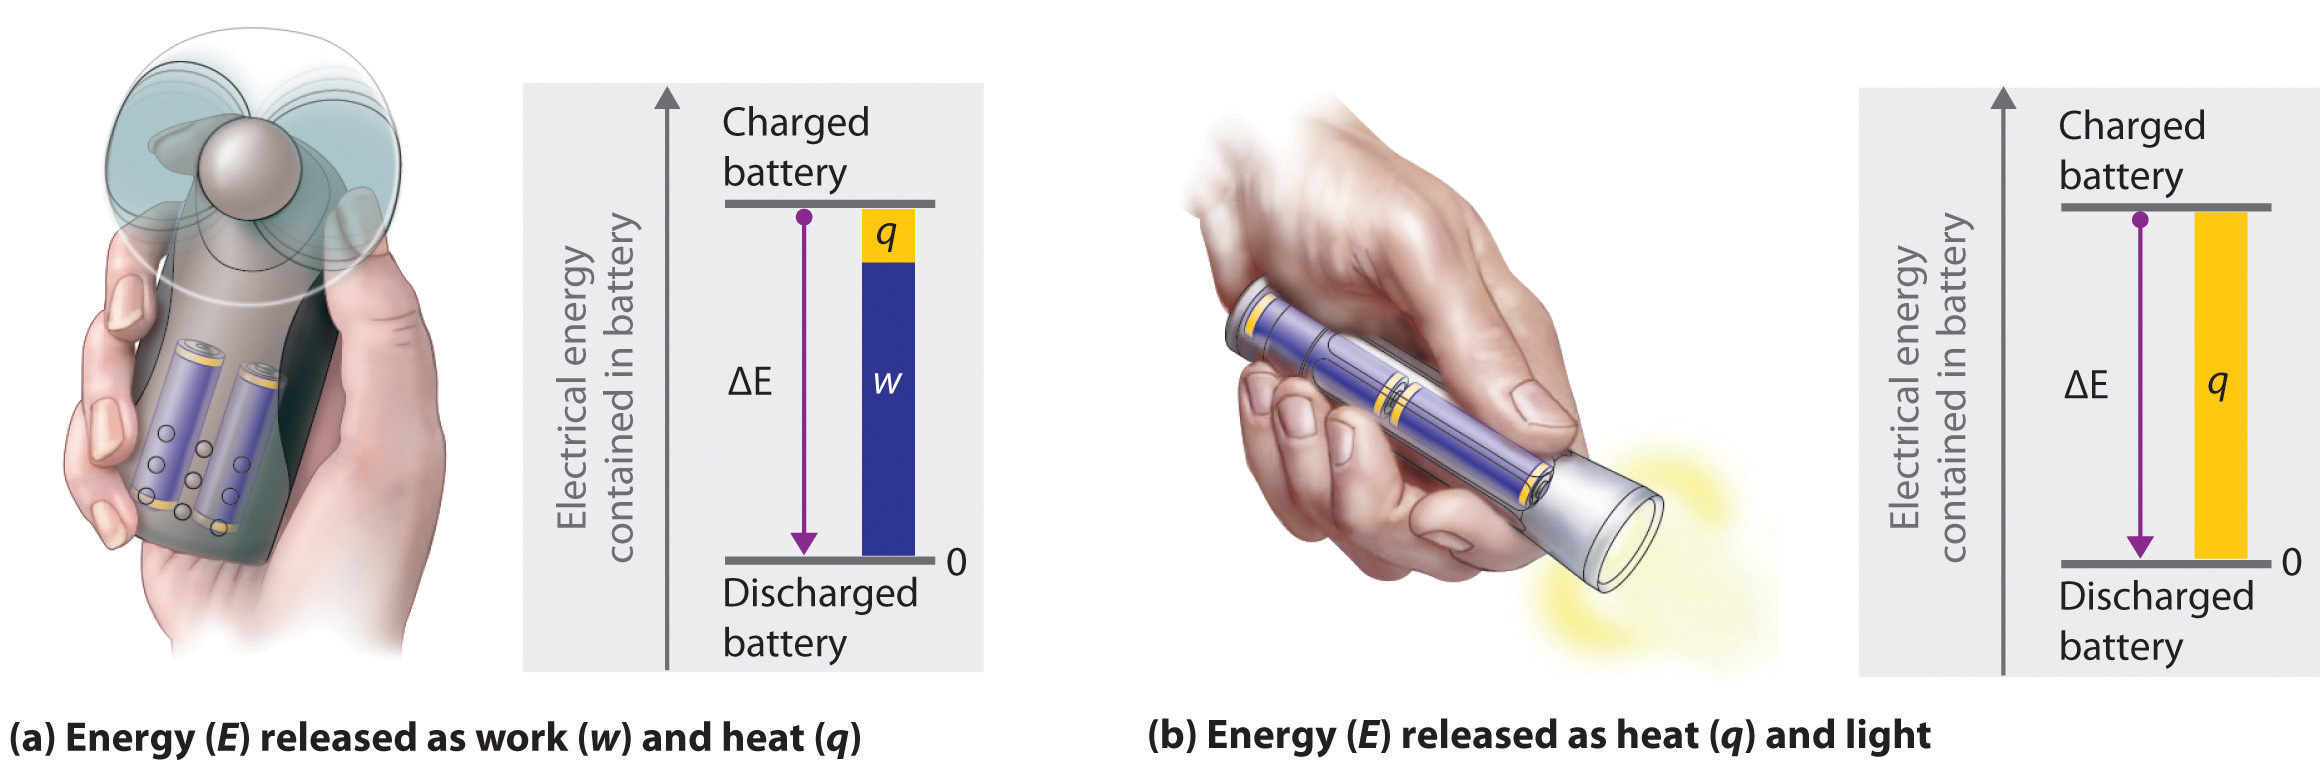 Electrical energy
contained in battery
Charged
battery
q
ΔE
w
0
Discharged
battery
(a) Energy (E) released as work (w) and heat (q)
Electrical energy
contained in battery
Charged
battery
ΔE
q
0
Discharged
battery
(b) Energy (E) released as heat (q) and light